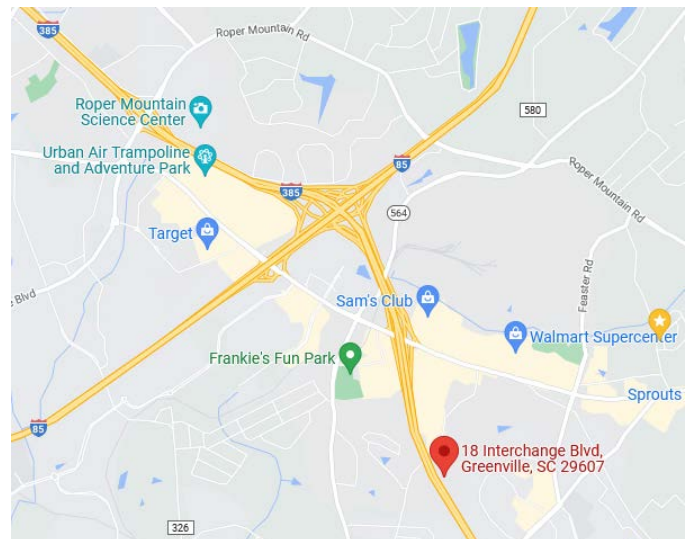 385
Roper Mountain Rd
Roper Mountain
Science Center
580
Urban Air Trampoline
and Adventure Park
85
385
Roper Mountain Rd
564
Target
Feaster Rd
e Blvd
Sam's Club
Walmart Supercenter
Frankie's Fun Park
Sprouts
85
18 Interchange Blvd,
Greenville, SC 29607
326